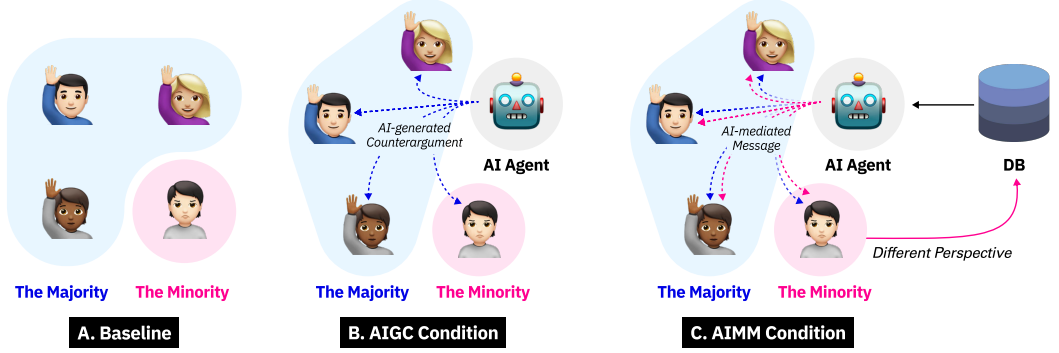 AI-generated
Counterargument
AI Agent
AI-mediated
Message
AI Agent
DB
Different Perspective
The Majority
The Minority
The Majority
The Minority
The Majority
The Minority
A. Baseline
B. AIGC Condition
C. AIMM Condition